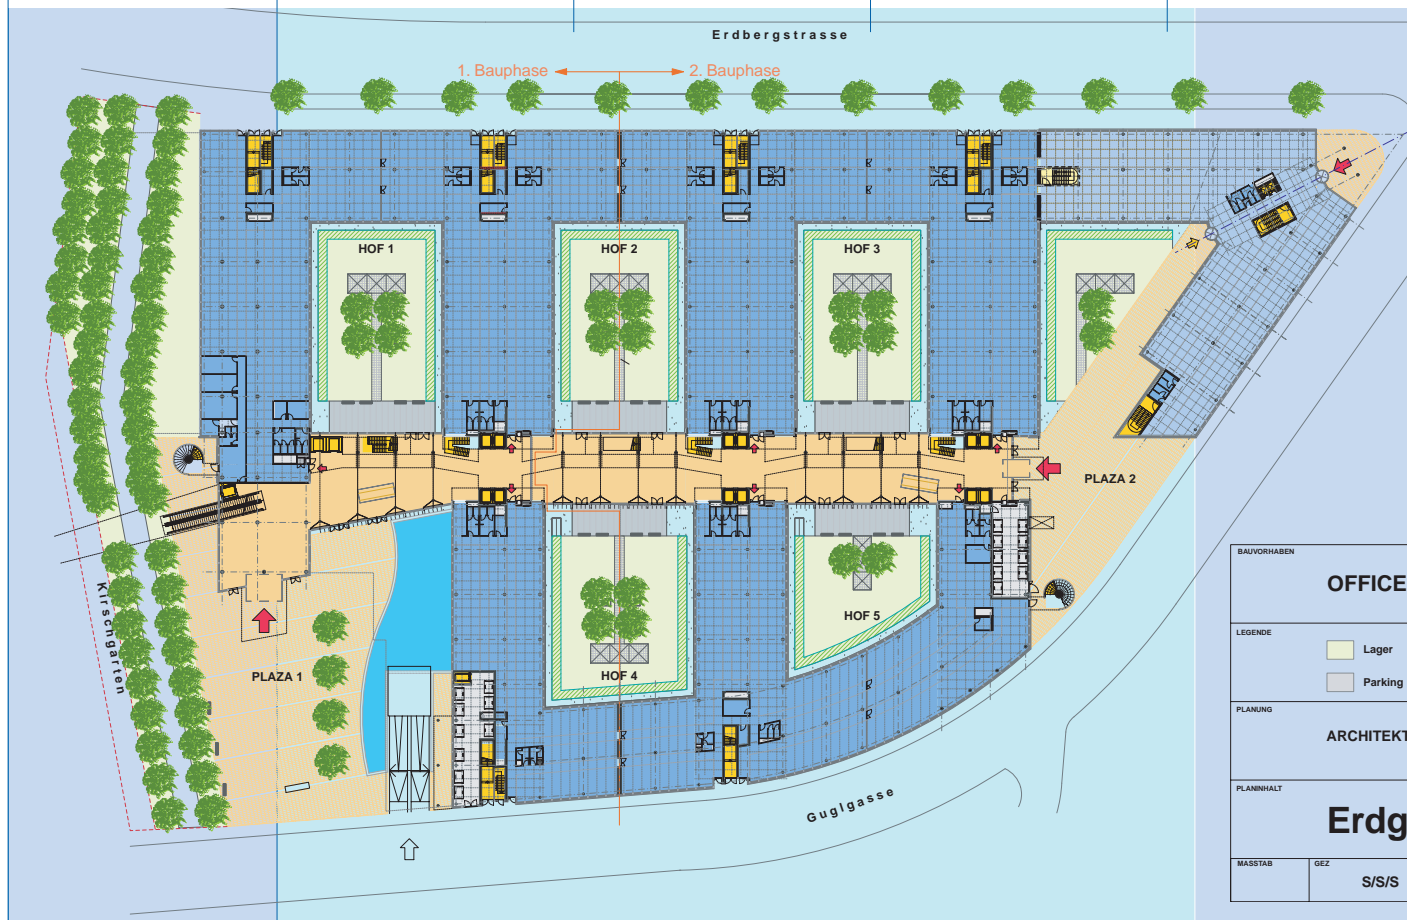 Erdbergstrasse
1. Bauphase
2. Bauphase
HOF 1
HOF 2
HOF 3
PLAZA 2
HOF 5
HOF 4
PLAZA 1
Kirschgarten
Guglgasse
BAUVORHABEN
OFFICE
LEGENDE
Lager
Parking
PLANUNG
ARCHITEKT
PLANINHALT
Erdg
MASSTAB
GEZ
S/S/S